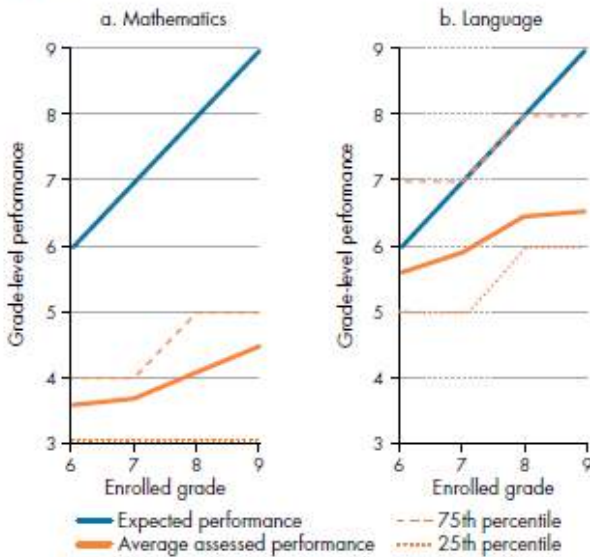 a. Mathematics
b. Language
Grade-level performance
9
8
7
6
5
4
3
6 7 8 9
Enrolled grade
Grade-level performance
9
8
7
6
5
4
3
6 7 8 9
Enrolled grade
Expected performance
75th percentile
Average assessed performance
25th percentile